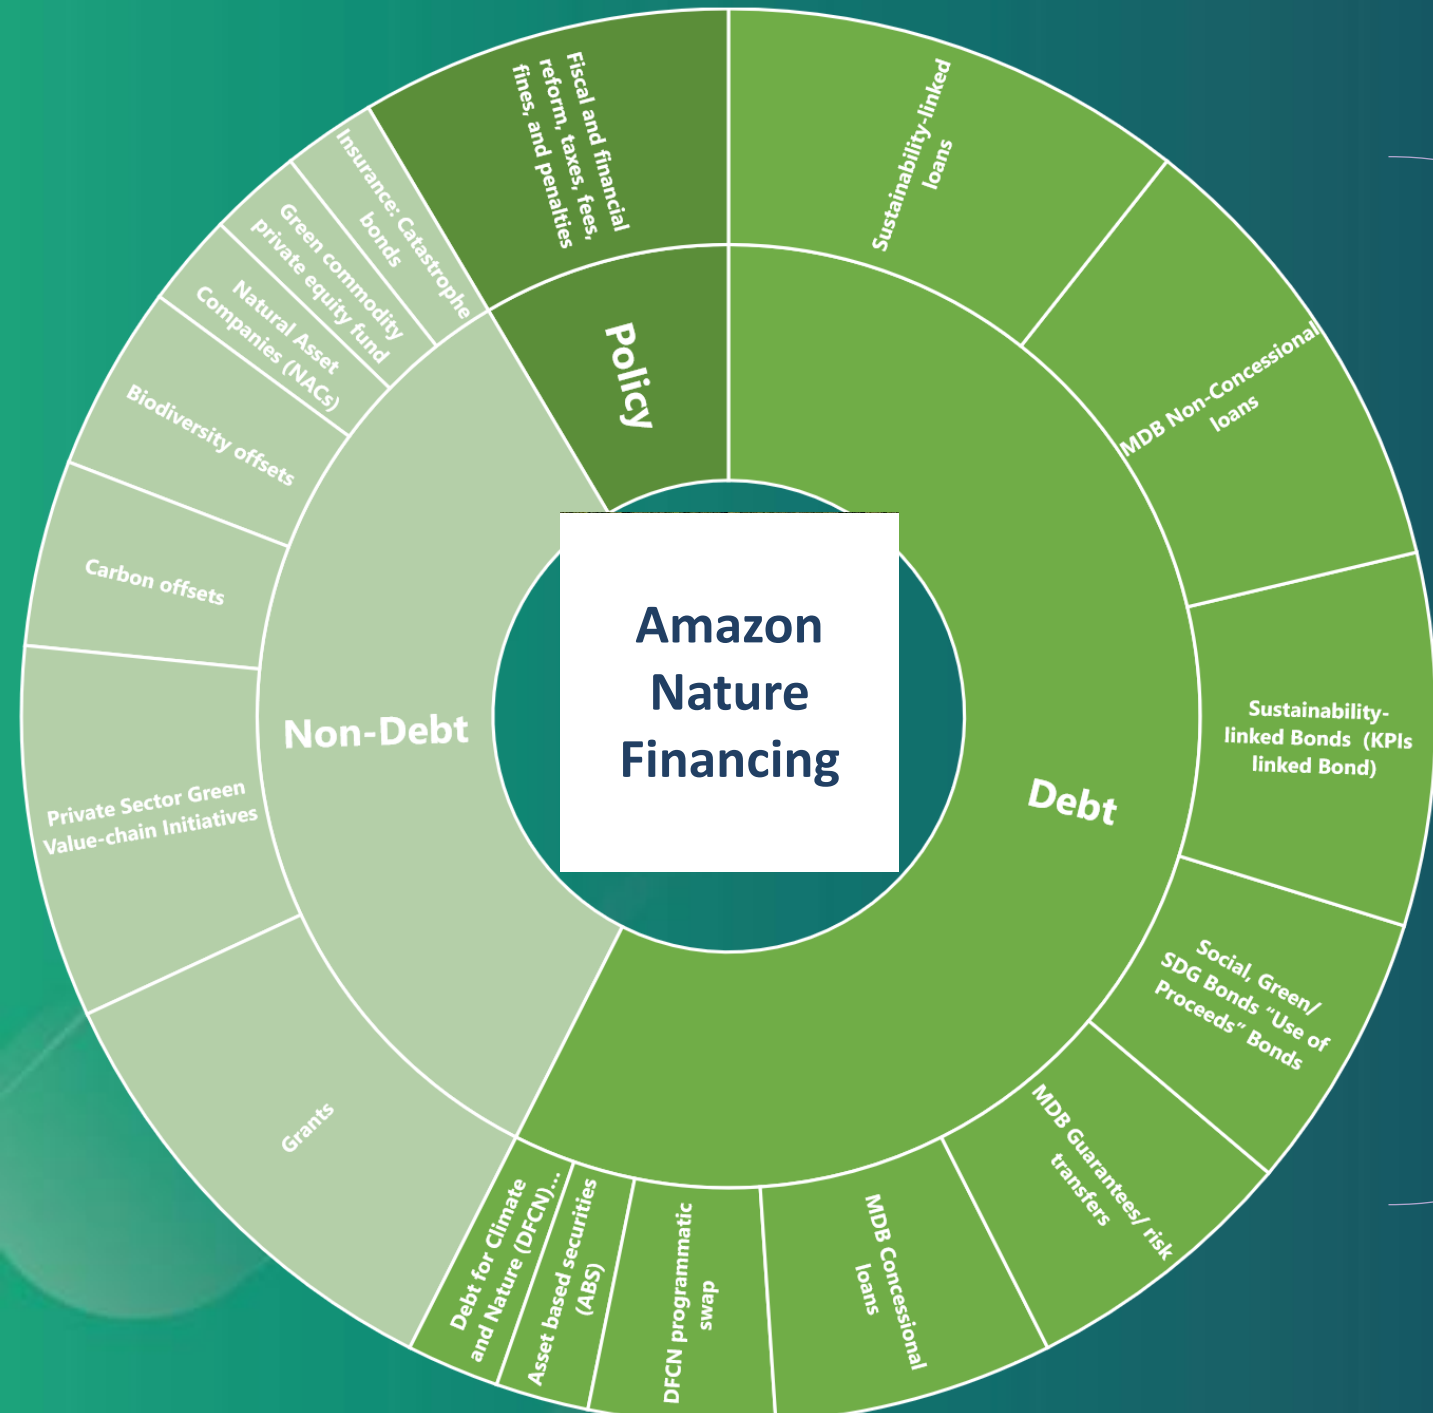 Amazon
Nature
Financing
Debt
Sustainability-linked
loans
MDB Non-Concessional
loans
Sustainability-
linked Bonds (KPIs
linked Bond)
Social, Green/
SDG Bonds “Use of
Proceeds” Bonds
MDB Guarantees/ risk
transfers
MDB Concessional
loans
DFCN programmatic
swap
Asset based securities
(ABS)
Debt for Climate
and Nature (DFCN)...
Non-Debt
Grants
Private Sector Green
Value-chain Initiatives
Carbon offsets
Biodiversity offsets
Natural Asset
Companies (NACs)
Green commodity
private equity fund
Insurance: Catastrophe
bonds
Policy
Fiscal and financial
reform, taxes, fees,
fines, and penalties